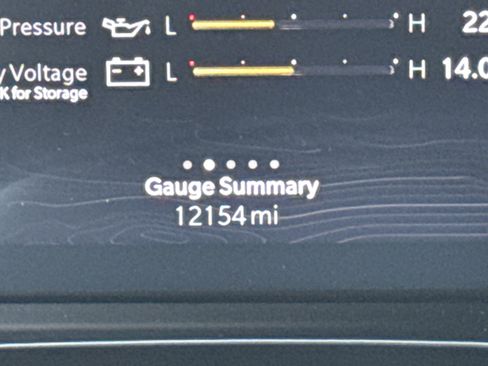 Pressure L H 22
y Voltage L H 14.0
K for Storage
Gauge Summary
12154 mi